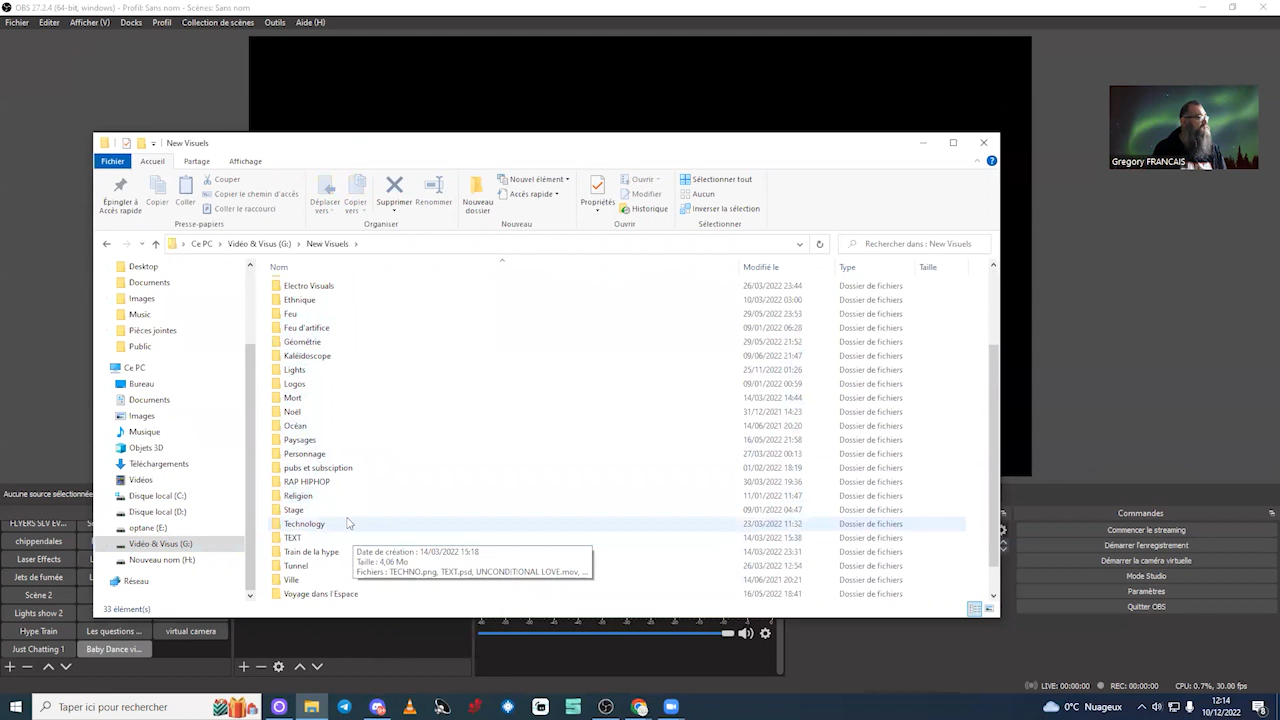 OBS 27.2.4 (64-bit, windows) - Profil: Sans nom - Scènes: Sans nom
Fichier Editer Afficher (V) Docks Profil Collection de scènes Outils Aide (H)
Gregory FRANCAIS
New Visuels
Fichier Accueil Partage Affichage
Épingler à Accès rapide
Copier
Coller
Couper
Copier le chemin d'accès
Coller le raccourci
Presse-papiers
Déplacer vers
Copier vers
Supprimer
Renommer
Organiser
Nouveau dossier
Nouvel élément
Accès rapide
Nouveau
Propriétés
Ouvrir
Modifier
Historique
Ouvrir
Sélectionner tout
Aucun
Inverser la sélection
Sélectionner
Ce PC > Vidéo & Visus (G:) > New Visuels >
Rechercher dans : New Visuels
Desktop
Documents
Images
Music
Pièces jointes
Public
Ce PC
Bureau
Documents
Images
Musique
Objets 3D
Téléchargements
Vidéos
Disque local (C:)
Disque local (D:)
optane (E:)
Vidéo & Visus (G:)
Nouveau nom (H:)
Réseau
Nom Modifié le Type Taille
Electro Visuals 26/03/2022 23:44 Dossier de fichiers
Ethnique 10/03/2022 03:00 Dossier de fichiers
Feu 29/05/2022 23:53 Dossier de fichiers
Feu d'artifice 09/01/2022 06:28 Dossier de fichiers
Géométrie 29/05/2022 21:52 Dossier de fichiers
Kaléïdoscope 09/06/2022 21:47 Dossier de fichiers
Lights 25/11/2022 01:26 Dossier de fichiers
Logos 09/01/2022 00:59 Dossier de fichiers
Mort 14/03/2022 14:44 Dossier de fichiers
Noël 31/12/2021 14:23 Dossier de fichiers
Océan 14/06/2021 20:20 Dossier de fichiers
Paysages 16/05/2022 21:58 Dossier de fichiers
Personnage 27/03/2022 00:13 Dossier de fichiers
pubs et subsciption 01/02/2022 18:19 Dossier de fichiers
RAP HIPHOP 30/03/2022 19:36 Dossier de fichiers
Religion 11/01/2022 11:47 Dossier de fichiers
Stage 09/01/2022 04:47 Dossier de fichiers
Technology 23/03/2022 11:32 Dossier de fichiers
TEXT 14/03/2022 15:38 Dossier de fichiers
Train de la hype 14/03/2022 23:31 Dossier de fichiers
Tunnel 26/03/2022 12:54 Dossier de fichiers
Ville 14/06/2021 20:21 Dossier de fichiers
Voyage dans l'Espace 16/05/2022 18:41 Dossier de fichiers
Date de création : 14/03/2022 15:18
Taille : 4,06 Mo
Fichiers : TECHNO.png, TEXT.psd, UNCONDITIONAL LOVE.mov, ...
33 élément(s)
Aucune source sélectionnée
FLYERS SLV EV...
chippendales
Laser Effects
Jets de fumée
Scène 2
Lights show 2
Hype Train Les questions ... virtual camera
Just Chatting 1 Baby Dance vi...
Commandes
Commencer le streaming
Démarrer l'enregistrement
Démarrer la caméra virtuelle
Mode Studio
Paramètres
Quitter OBS
LIVE: 00:00:00 REC: 00:00:00 CPU: 0.7%, 30.00 fps
Taper ici pour rechercher
0°C Nuageux
12:14
10/12/2022